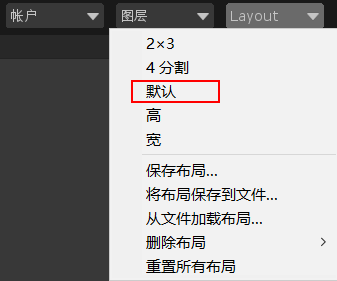 帐户 图层 Layout
2×3
4 分割
默认
高
宽
保存布局...
将布局保存到文件...
从文件加载布局...
删除布局
重置所有布局